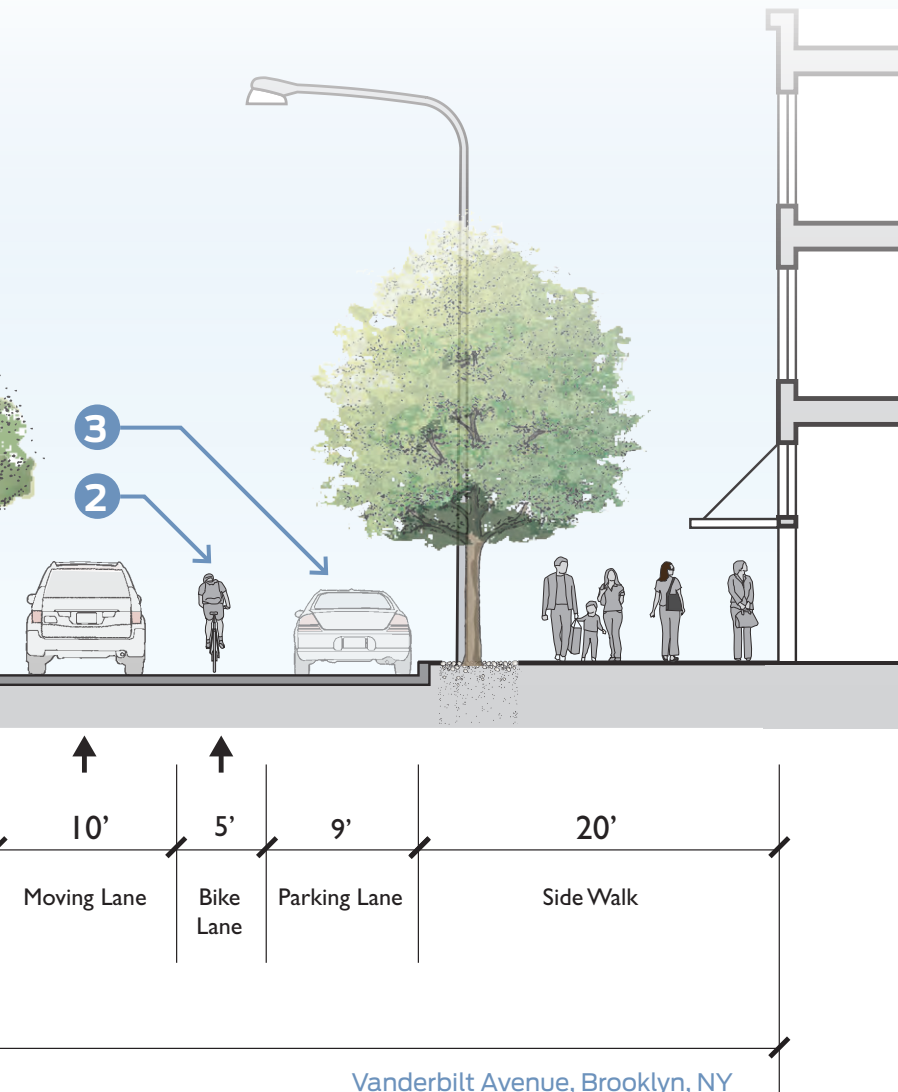 3
2
10’
5’
9’
20’
Moving Lane
Bike
Lane
Parking Lane
Side Walk
Vanderbilt Avenue, Brooklyn, NY